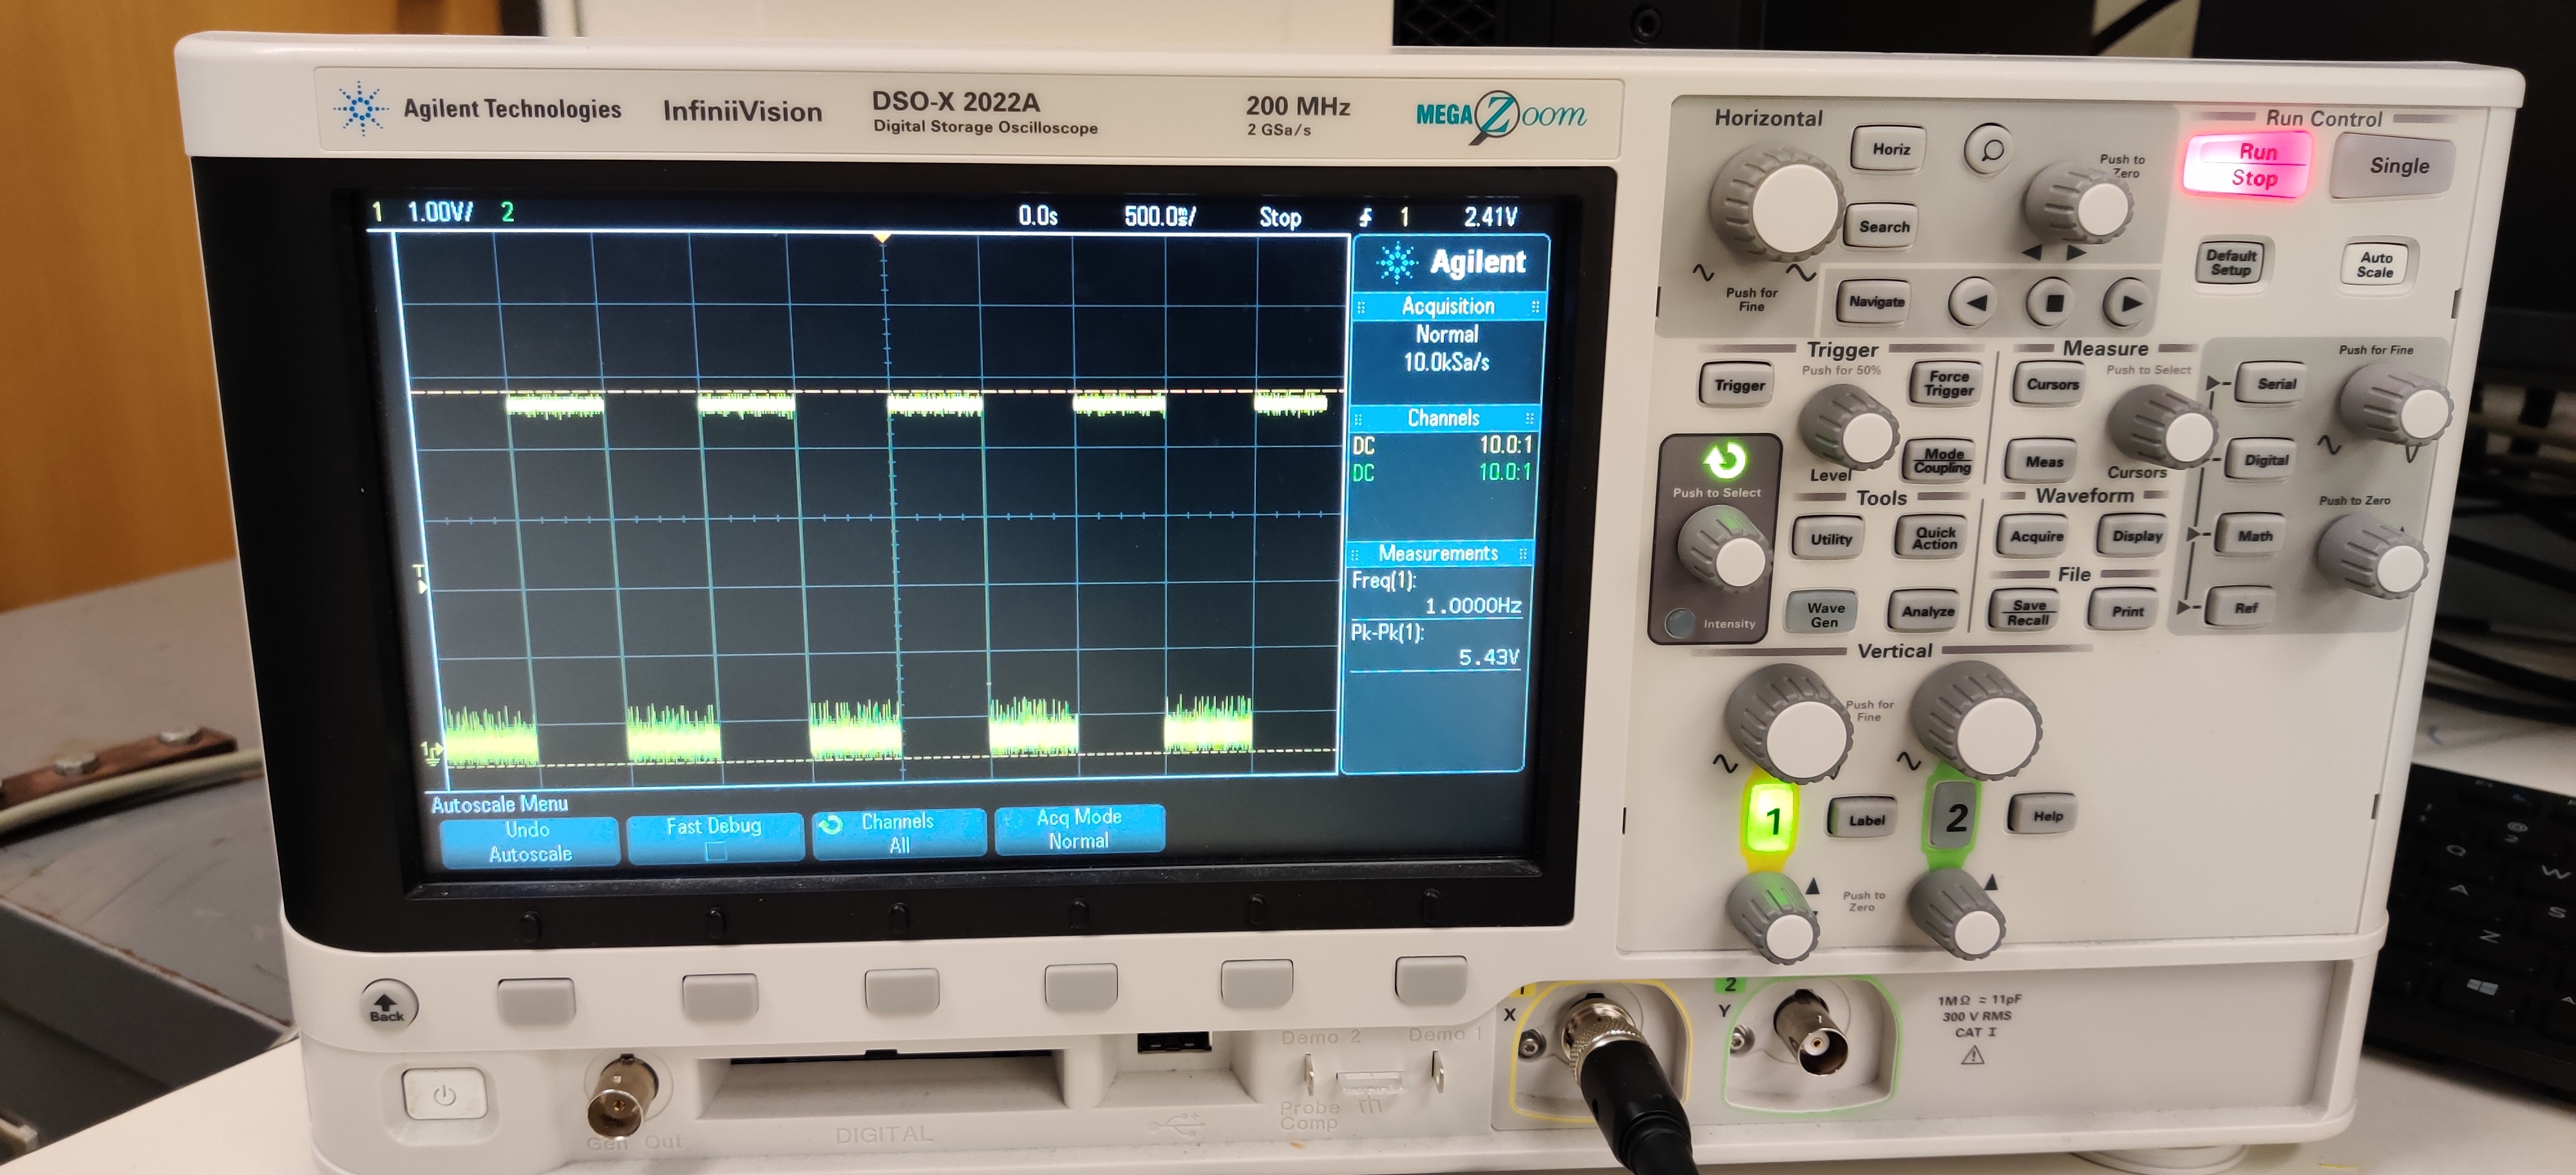 Agilent Technologies InfiniiVision DSO-X 2022A 200 MHz MEGA Zoom
Digital Storage Oscilloscope 2 GSa/s
1 1.00V/ 2 0.0s 500.0ms/ Stop 1 2.41V
Agilent
Acquisition
Normal
10.0kSa/s
Channels
DC 10.0:1
DC 10.0:1
Measurements
Freq(1):
1.0000Hz
Pk-Pk(1):
5.43V
T
1
Autoscale Menu
Undo
Autoscale
Fast Debug
Channels
All
Acq Mode
Normal
Back
Gen Out
DIGITAL
Demo 2
Demo 1
Probe
Comp
Horizontal
Horiz
Push to
Zero
Search
Push for
Fine
Navigate
Run Control
Run
Stop
Single
Default
Setup
Auto
Scale
Trigger
Push for 50%
Trigger
Force
Trigger
Level
Mode
Coupling
Measure
Cursors
Push to Select
Meas
Cursors
Push to Select
Intensity
Tools
Utility
Quick
Action
Wave
Gen
Analyze
Waveform
Acquire
Display
File
Save
Recall
Print
Push for Fine
Serial
Digital
Push to Zero
Math
Ref
Vertical
Push for
Fine
1
Label
2
Help
Push to
Zero
1
X
2
Y
1MΩ ≈ 11pF
300 V RMS
CAT I
Q
W
A
S
Z